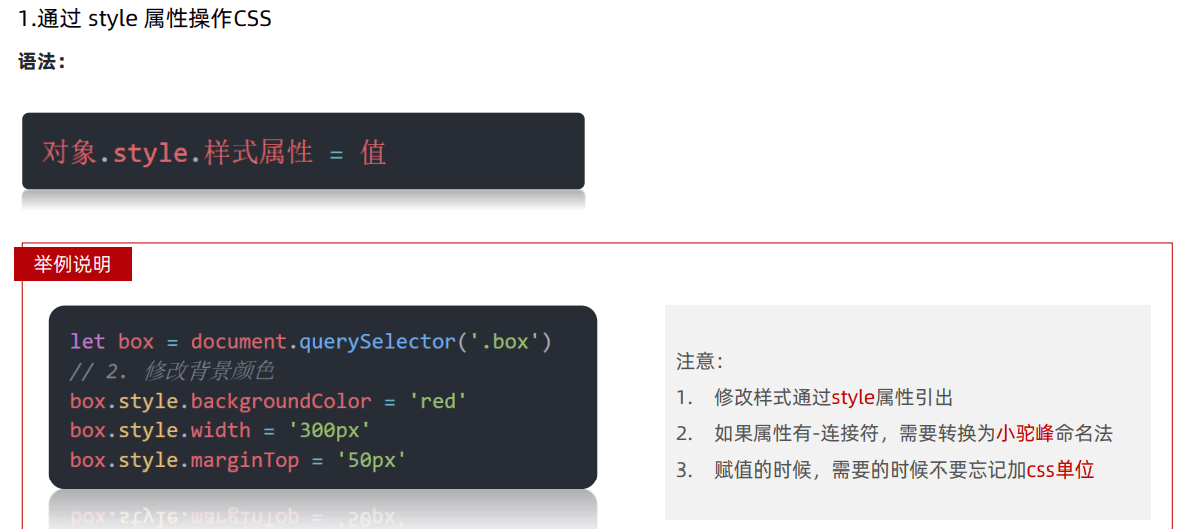 1.通过 style 属性操作CSS
语法：
对象.style.样式属性 = 值
举例说明
let box = document.querySelector('.box')
// 2. 修改背景颜色
box.style.backgroundColor = 'red'
box.style.width = '300px'
box.style.marginTop = '50px'
注意：
1. 修改样式通过style属性引出
2. 如果属性有-连接符，需要转换为小驼峰命名法
3. 赋值的时候，需要的时候不要忘记加css单位